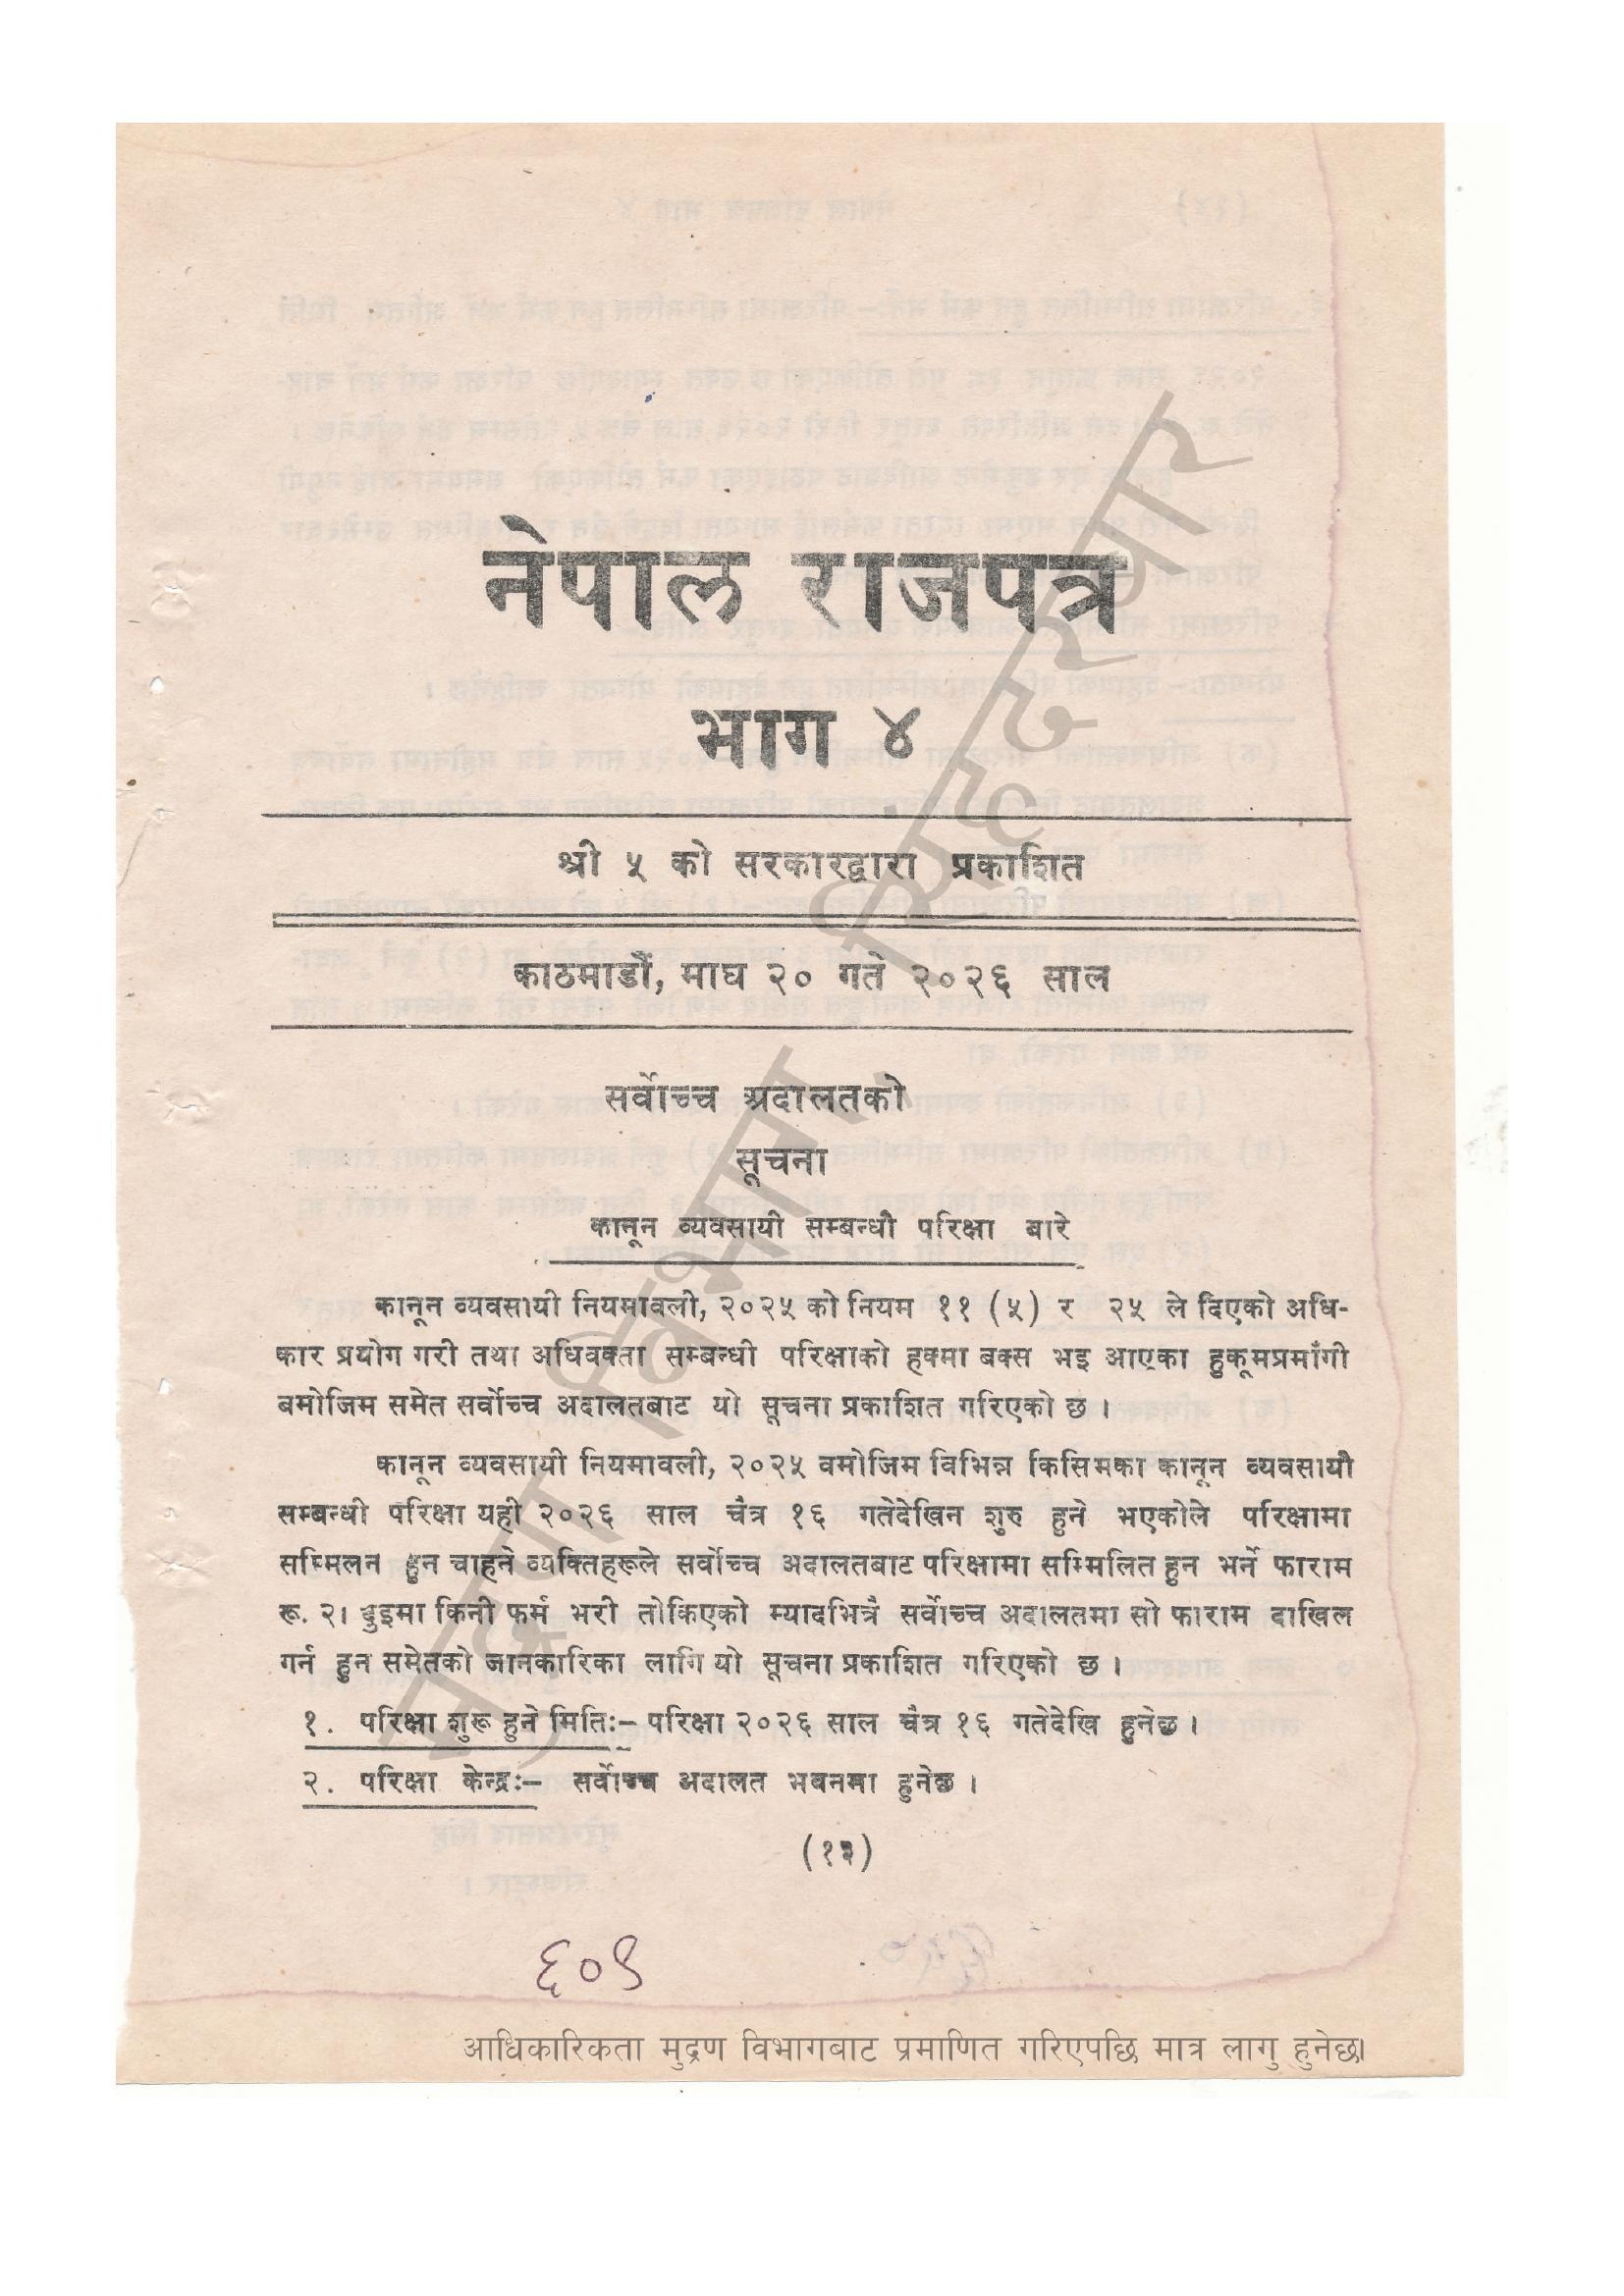 नेपाल राजपत्र
भाग ४
श्री ५ को सरकारद्वारा प्रकाशित
काठमाडौं, माघ २० गते २०२६ साल
सर्वोच्च अदालतको
सूचना
कानून व्यवसायी सम्बन्धी परिक्षा बारे
कानून व्यवसायी नियमावली, २०२५ को नियम ११ (५) र २५ ले दिएको अधि-
कार प्रयोग गरी तथा अधिवक्ता सम्बन्धी परिक्षाको हक्मा बक्स भइ आएका हुकूमप्रमाँगी
बमोजिम समेत सर्वोच्च अदालतबाट यो सूचना प्रकाशित गरिएको छ ।
कानून व्यवसायी नियमावली, २०२५ वमोजिम विभिन्न किसिमका कानून व्यवसायी
सम्बन्धी परिक्षा यही २०२६ साल चैत्र १६ गतेदेखिन शुरु हुने भएकोले परिक्षामा
सम्मिलन हुन चाहने व्यक्तिहरूले सर्वोच्च अदालतबाट परिक्षामा सम्मिलित हुन भर्ने फाराम
रू. २। दुइमा किनी फर्म भरी तोकिएको म्यादभित्रै सर्वोच्च अदालतमा सो फाराम दाखिल
गर्न हुन समेतको जानकारिका लागि यो सूचना प्रकाशित गरिएको छ ।
१. परिक्षा शुरू हुने मितिः– परिक्षा २०२६ साल चैत्र १६ गतेदेखि हुनेछ ।
२. परिक्षा केन्द्रः– सर्वोच्च अदालत भबनमा हुनेछ ।
(१३)
६०९
आधिकारिकता मुद्रण विभागबाट प्रमाणित गरिएपछि मात्र लागु हुनेछ।